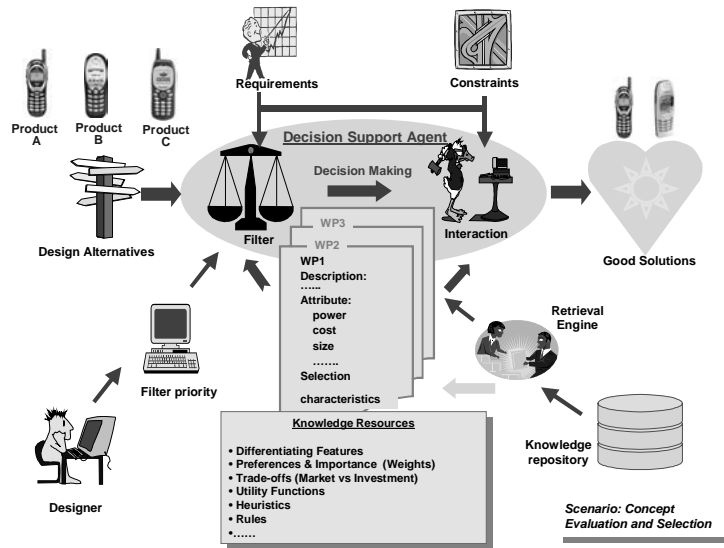 Requirements
Constraints
Product
A
Product
B
Product
C
Decision Support Agent
Decision Making
Design Alternatives
Filter
Interaction
Good Solutions
WP3
WP2
WP1
Description:
......
Attribute:
power
cost
size
.......
Selection
characteristics
Retrieval
Engine
Filter priority
Designer
Knowledge
repository
Knowledge Resources
• Differentiating Features
• Preferences & Importance (Weights)
• Trade-offs (Market vs Investment)
• Utility Functions
• Heuristics
• Rules
•......
Scenario: Concept
Evaluation and Selection